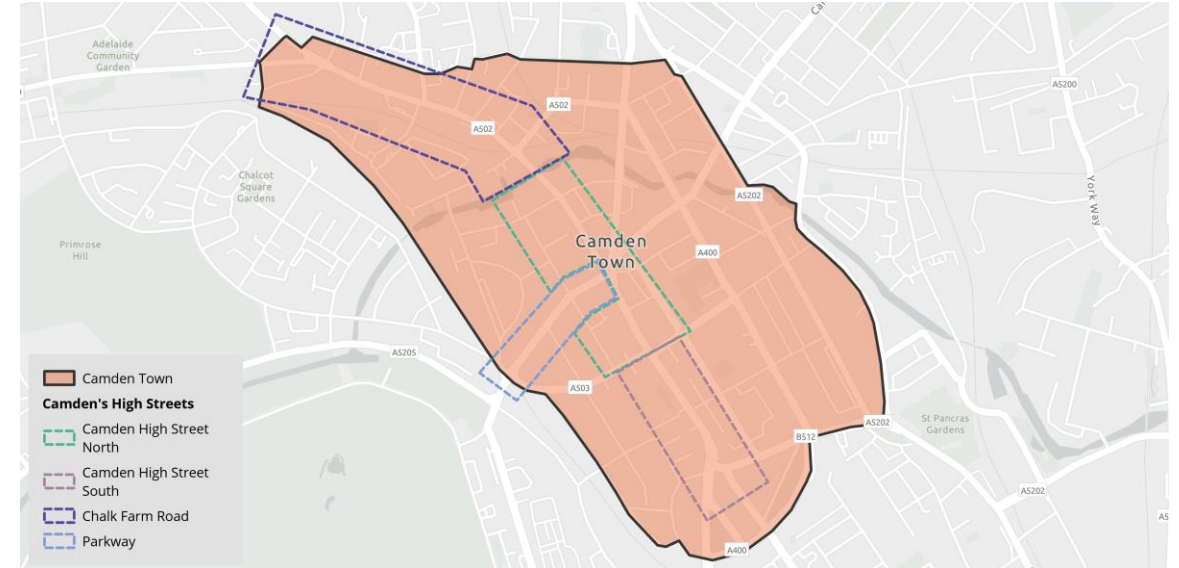 Adelaide
Community
Garden
A502
A502
A5200
Chalcot
Square
Gardens
York Way
A5202
Primrose
Hill
Camden
Town
A400
A5205
A503
St Pancras
Gardens
A5202
B512
A5202
A400
Camden Town
Camden's High Streets
Camden High Street
North
Camden High Street
South
Chalk Farm Road
Parkway